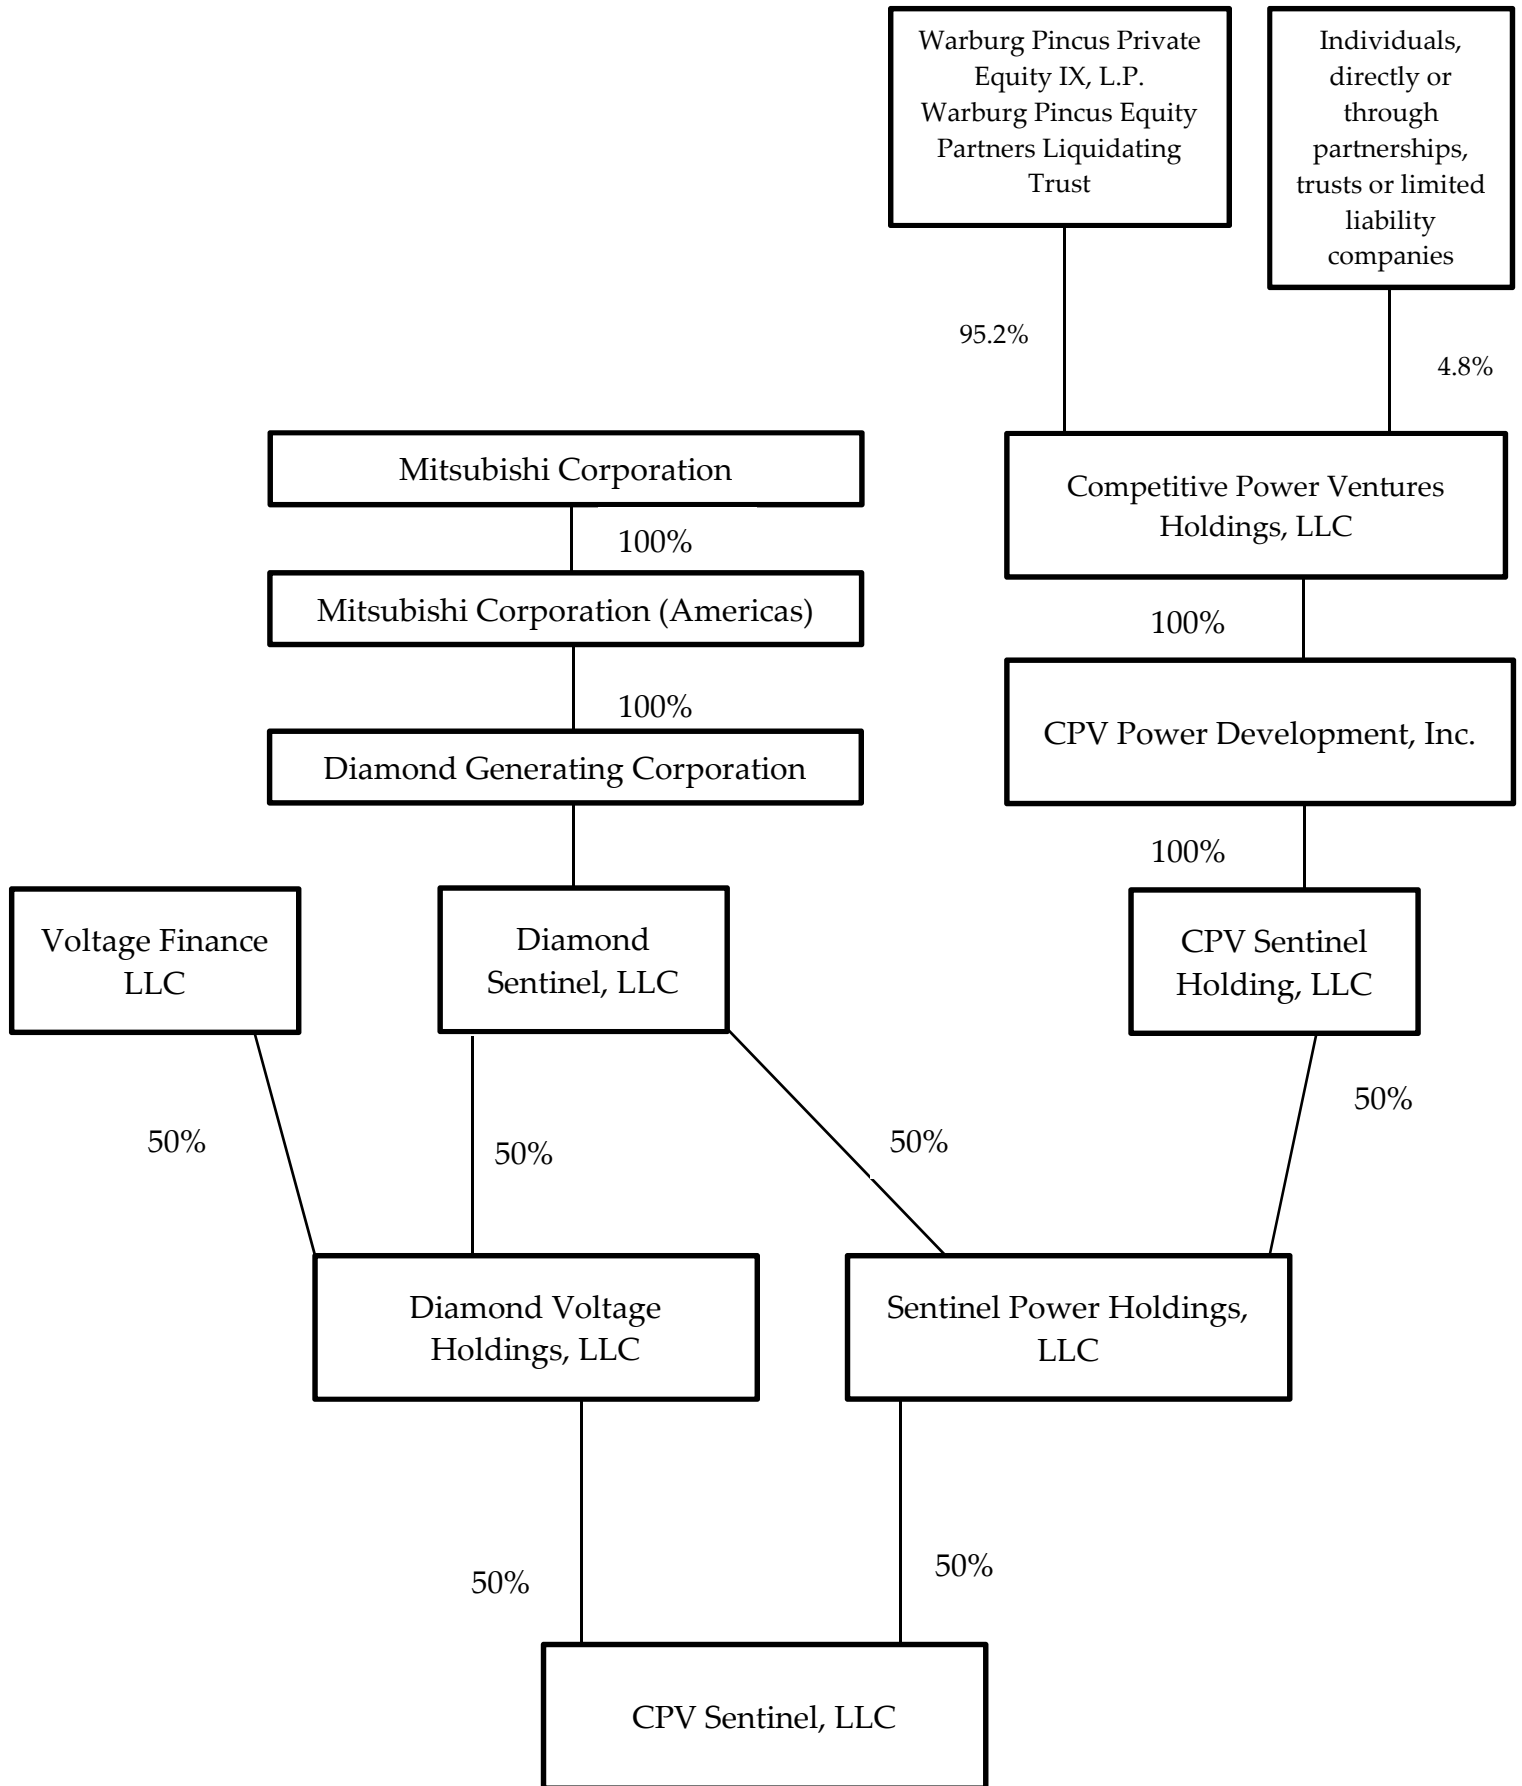 Warburg Pincus Private
Equity IX, L.P.
Warburg Pincus Equity
Partners Liquidating
Trust
Individuals,
directly or
through
partnerships,
trusts or limited
liability
companies
95.2%
4.8%
Mitsubishi Corporation
Competitive Power Ventures
Holdings, LLC
100%
Mitsubishi Corporation (Americas)
100%
100%
CPV Power Development, Inc.
Diamond Generating Corporation
100%
Voltage Finance
LLC
Diamond
Sentinel, LLC
CPV Sentinel
Holding, LLC
50%
50%
50%
50%
Diamond Voltage
Holdings, LLC
Sentinel Power Holdings,
LLC
50%
50%
CPV Sentinel, LLC